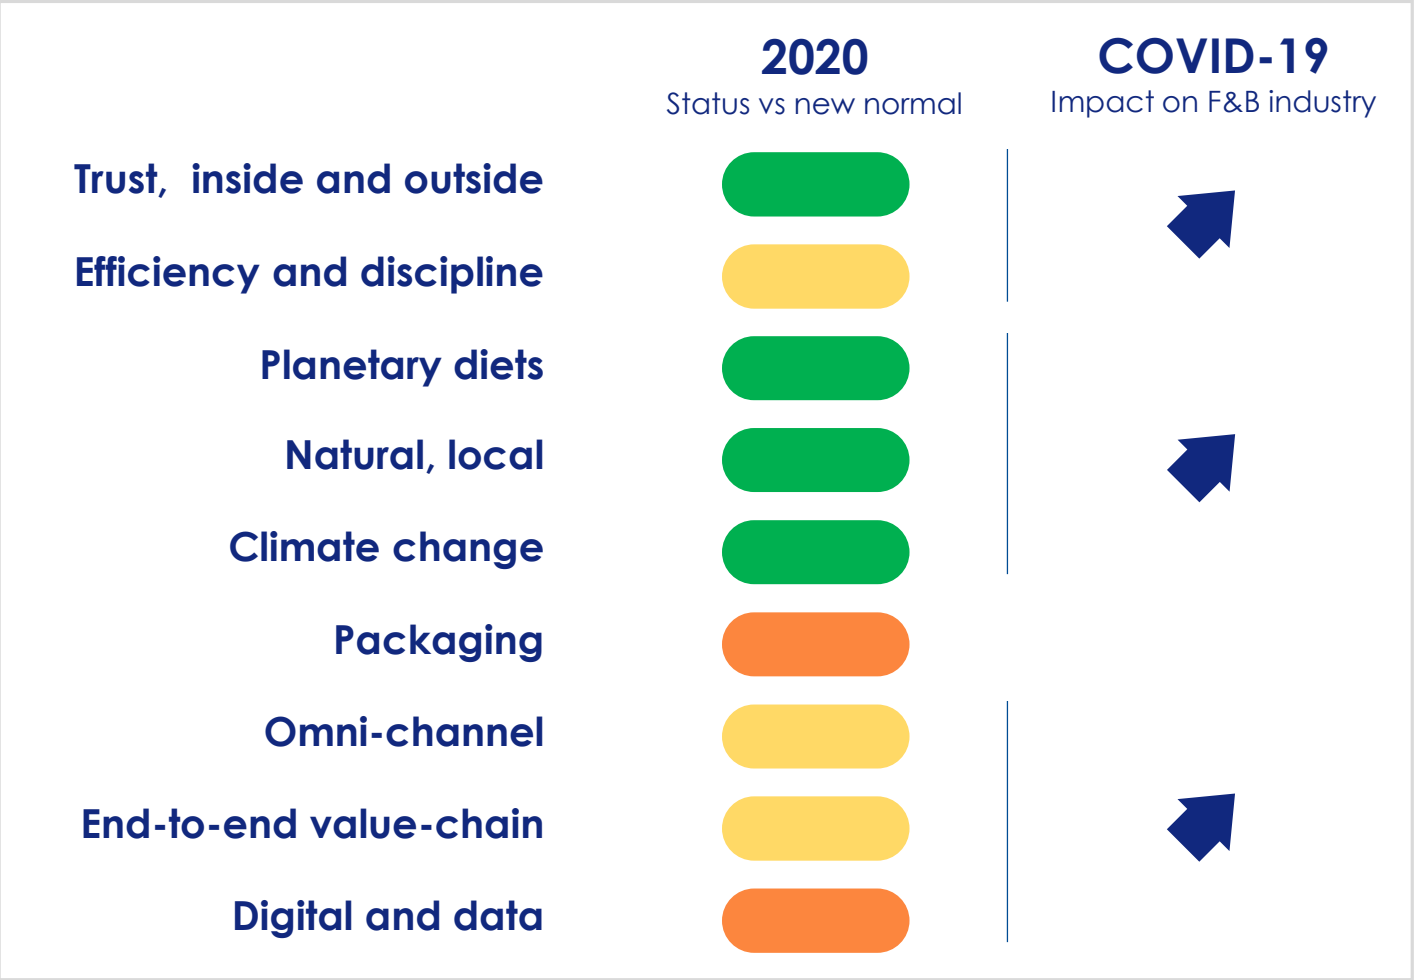 2020
Status vs new normal
COVID-19
Impact on F&B industry
Trust,  inside and outside
Efficiency and discipline
Planetary diets
Natural, local
Climate change
Packaging
Omni-channel
End-to-end value-chain
Digital and data